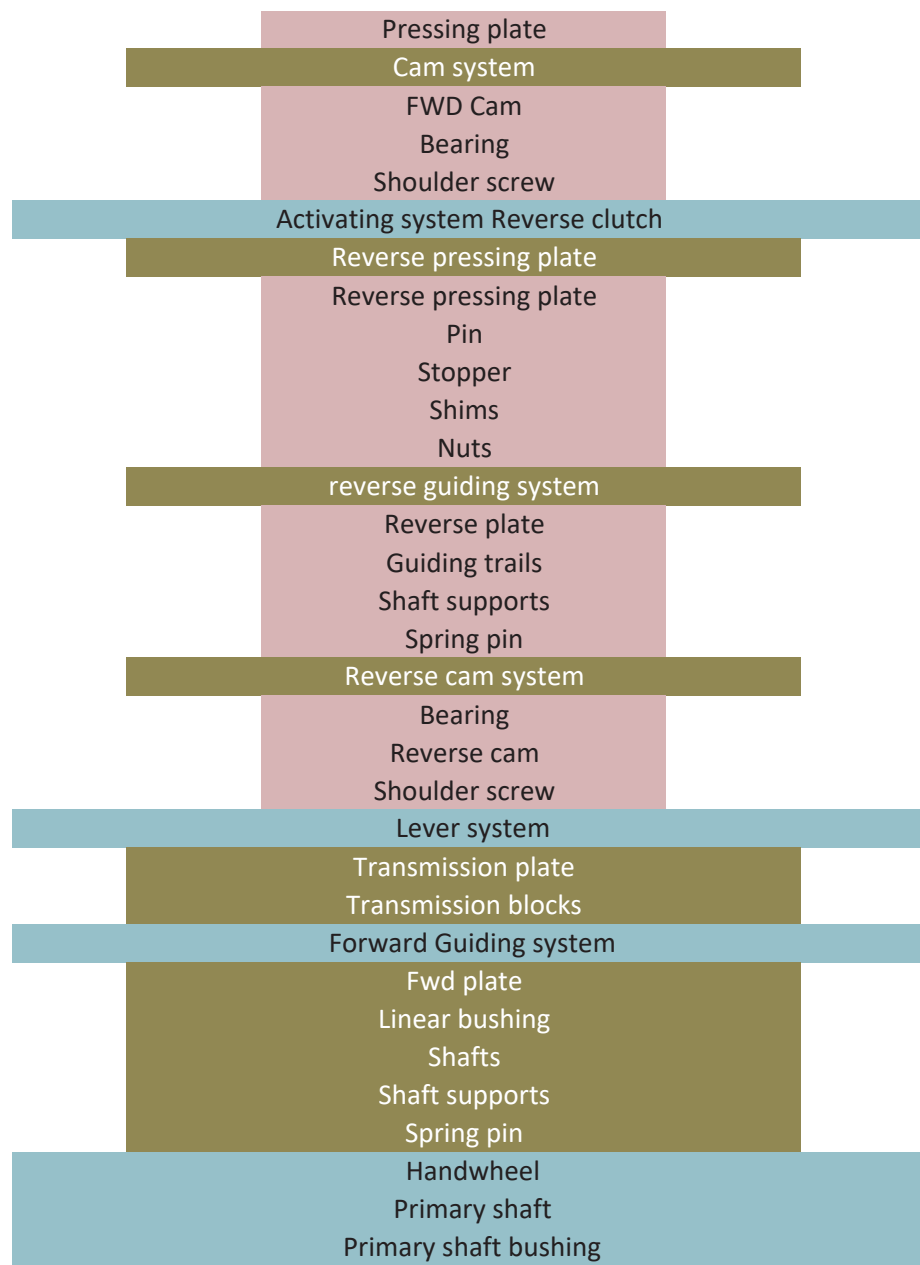 Pressing plate
Cam system
FWD Cam
Bearing
Shoulder screw
Activating system Reverse clutch
Reverse pressing plate
Reverse pressing plate
Pin
Stopper
Shims
Nuts
reverse guiding system
Reverse plate
Guiding trails
Shaft supports
Spring pin
Reverse cam system
Bearing
Reverse cam
Shoulder screw
Lever system
Transmission plate
Transmission blocks
Forward Guiding system
Fwd plate
Linear bushing
Shafts
Shaft supports
Spring pin
Handwheel
Primary shaft
Primary shaft bushing